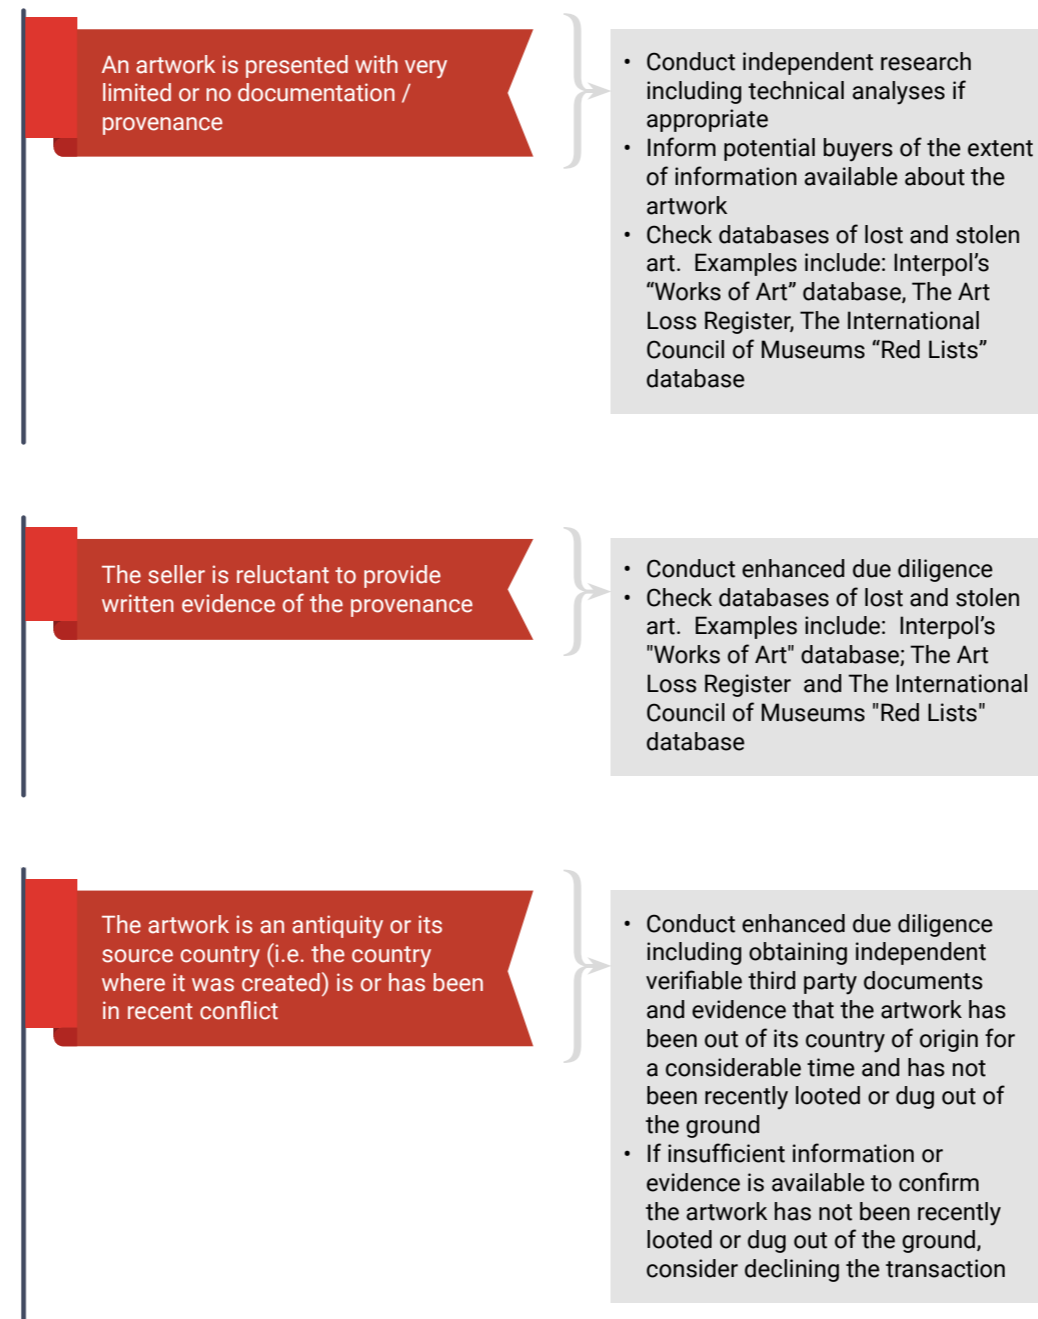 An artwork is presented with very
limited or no documentation /
provenance
• Conduct independent research
including technical analyses if
appropriate
• Inform potential buyers of the extent
of information available about the
artwork
• Check databases of lost and stolen
art.  Examples include: Interpol’s
“Works of Art” database, The Art
Loss Register, The International
Council of Museums “Red Lists”
database
The seller is reluctant to provide
written evidence of the provenance
• Conduct enhanced due diligence
• Check databases of lost and stolen
art.  Examples include:  Interpol’s
"Works of Art" database; The Art
Loss Register  and The International
Council of Museums "Red Lists"
database
The artwork is an antiquity or its
source country (i.e. the country
where it was created) is or has been
in recent conflict
• Conduct enhanced due diligence
including obtaining independent
verifiable third party documents
and evidence that the artwork has
been out of its country of origin for
a considerable time and has not
been recently looted or dug out of
the ground
• If insufficient information or
evidence is available to confirm
the artwork has not been recently
looted or dug out of the ground,
consider declining the transaction